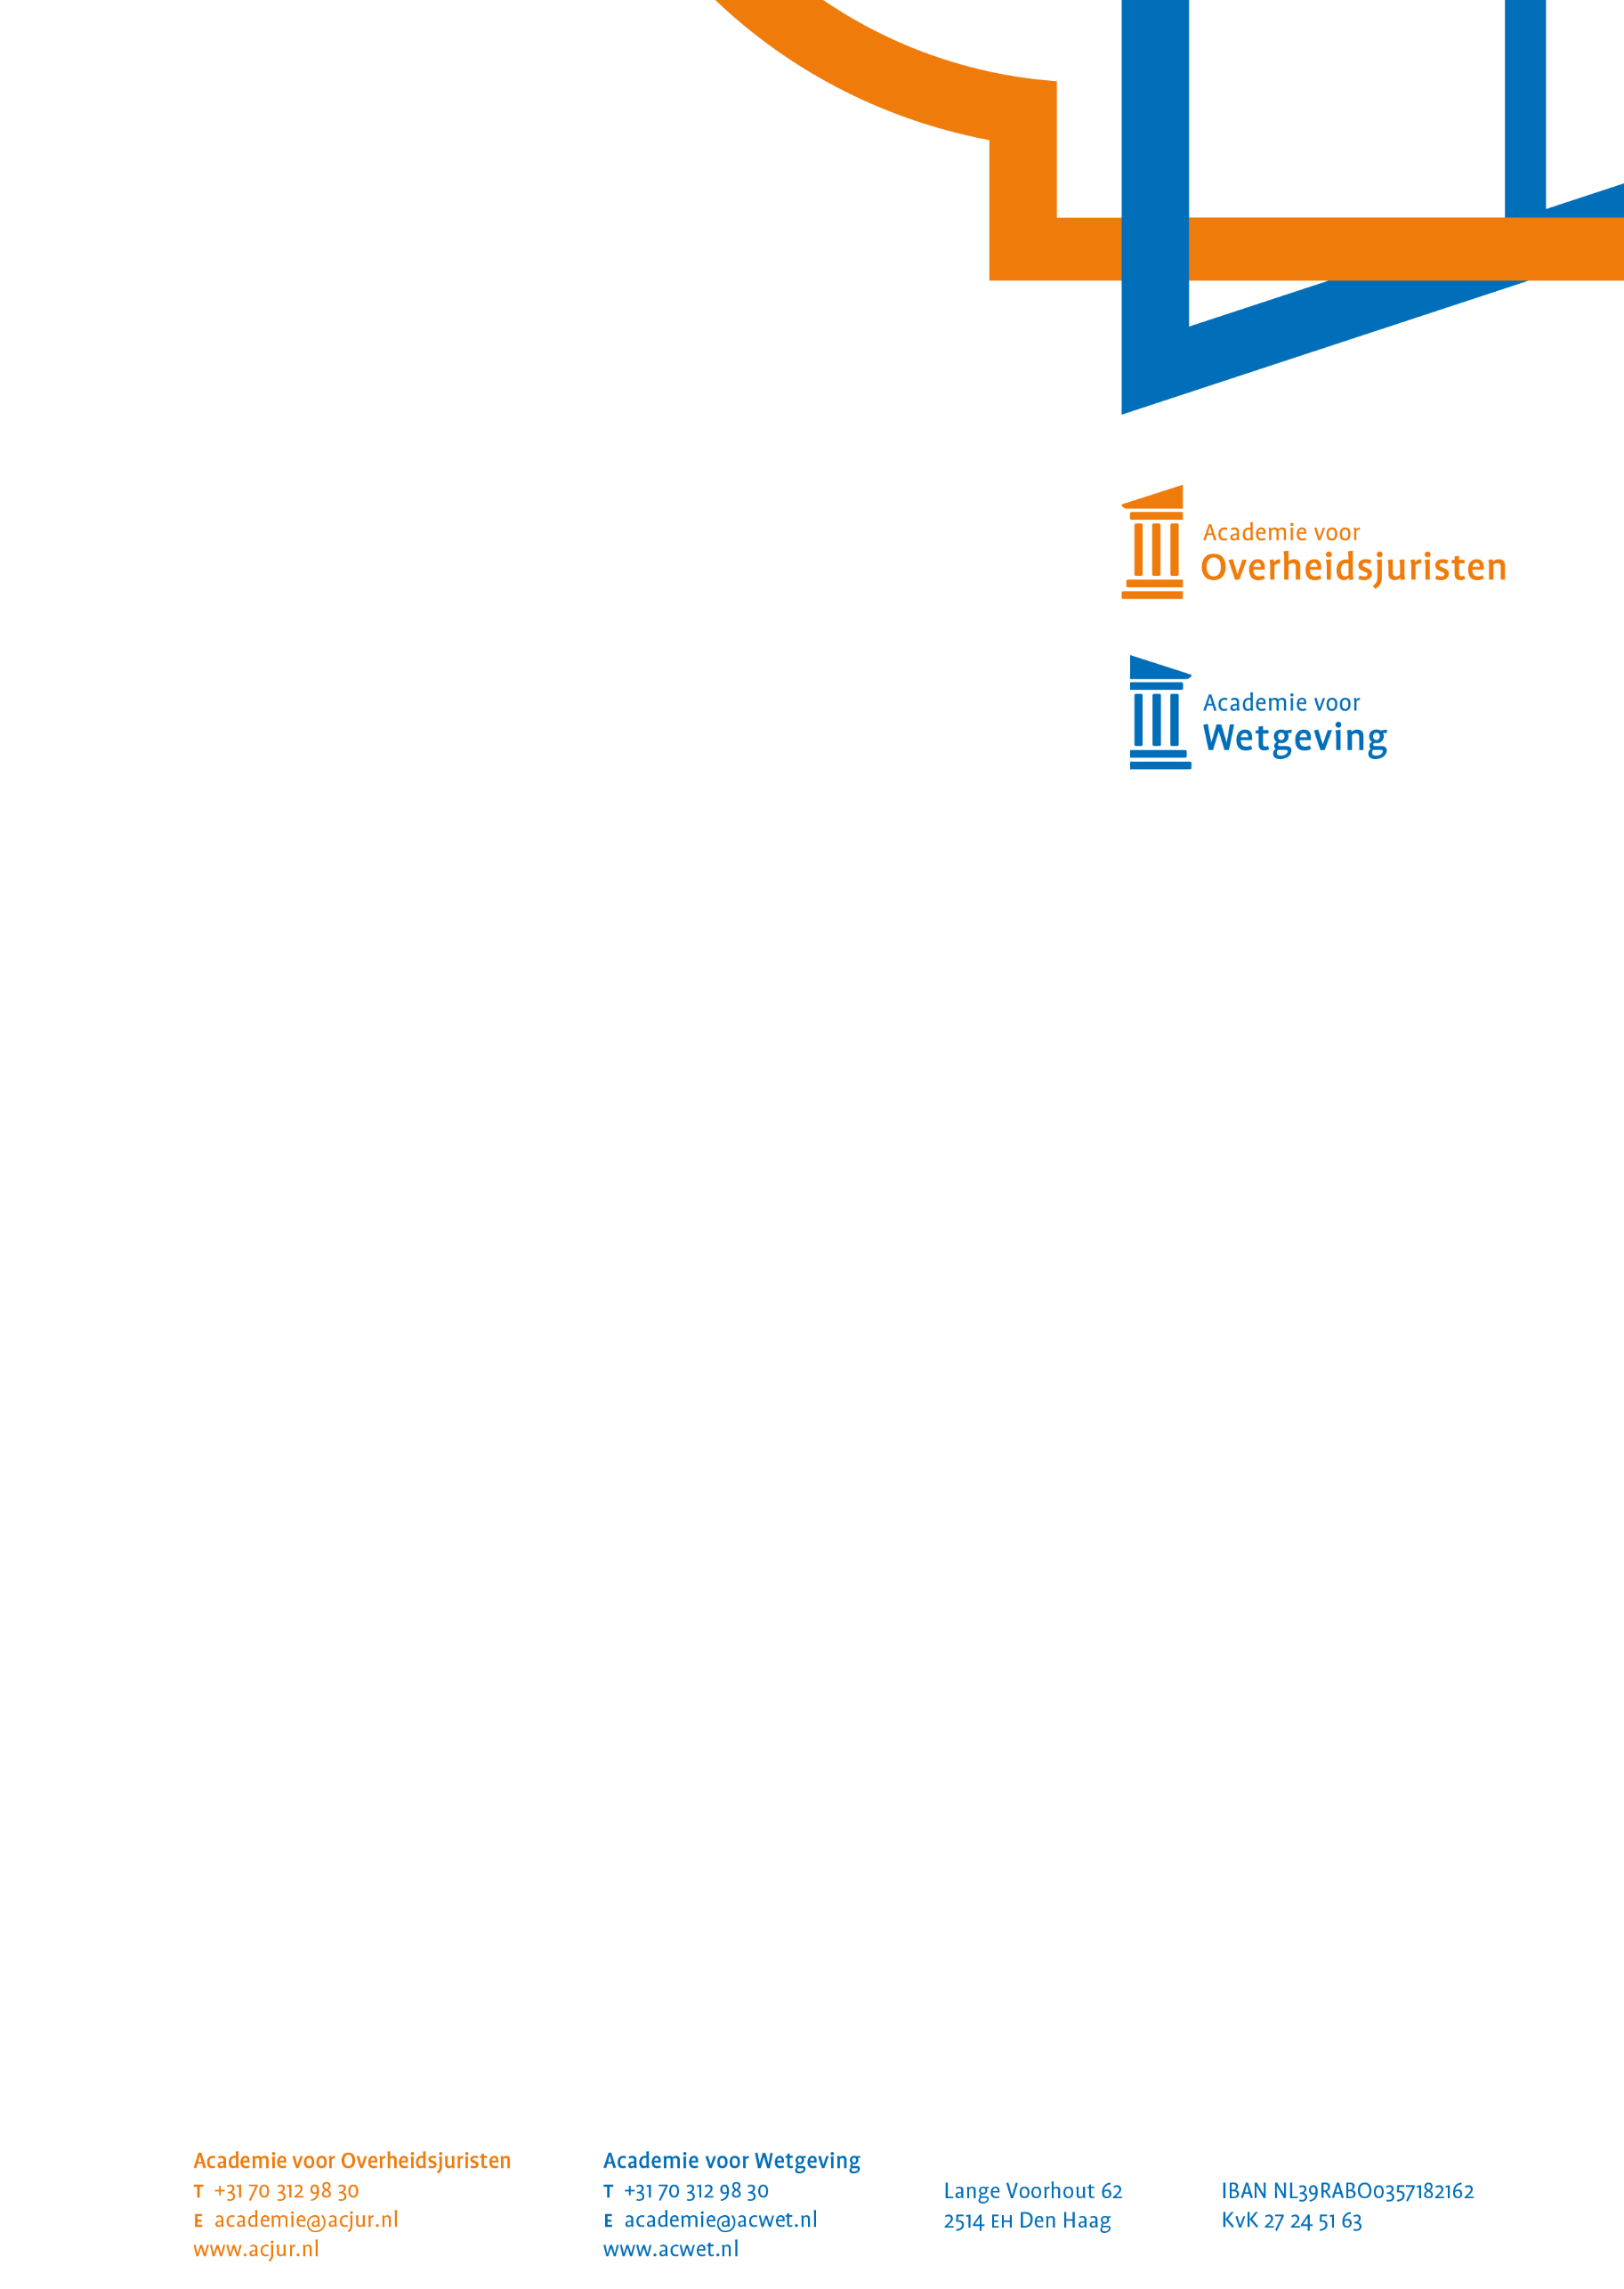 Academie voor
Overheidsjuristen
Academie voor
Wetgeving
Academie voor Overheidsjuristen
T +31 70 312 98 30
E academie@acjur.nl
www.acjur.nl
Academie voor Wetgeving
T +31 70 312 98 30
E academie@acwet.nl
www.acwet.nl
Lange Voorhout 62
2514 EH Den Haag
IBAN NL39RABO0357182162
KvK 27 24 51 63